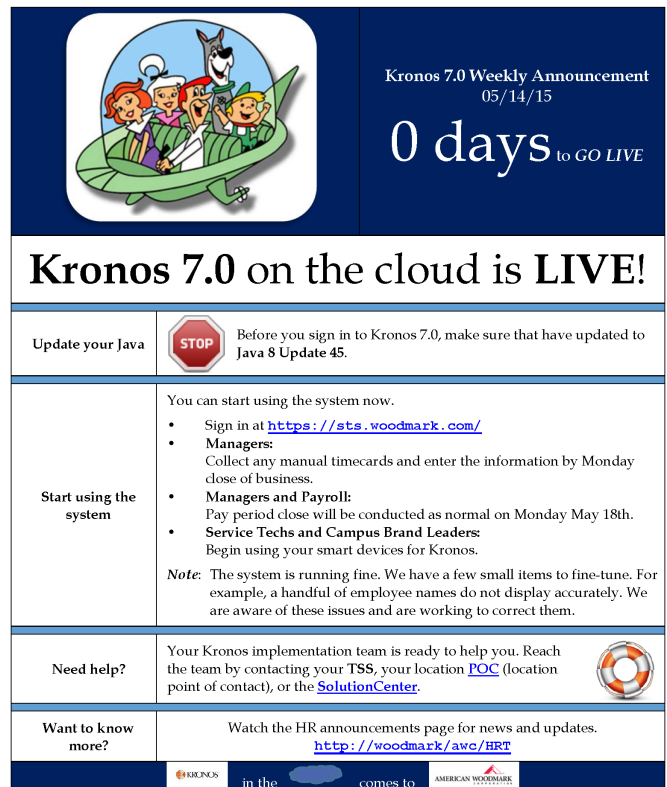 Kronos 7.0 Weekly Announcement
05/14/15
0 days to GO LIVE
Kronos 7.0 on the cloud is LIVE!
Update your Java
STOP
Before you sign in to Kronos 7.0, make sure that have updated to
Java 8 Update 45.
Start using the
system
You can start using the system now.
• Sign in at https://sts.woodmark.com/
• Managers:
Collect any manual timecards and enter the information by Monday
close of business.
• Managers and Payroll:
Pay period close will be conducted as normal on Monday May 18th.
• Service Techs and Campus Brand Leaders:
Begin using your smart devices for Kronos.
Note: The system is running fine. We have a few small items to fine-tune. For
example, a handful of employee names do not display accurately. We
are aware of these issues and are working to correct them.
Need help?
Your Kronos implementation team is ready to help you. Reach
the team by contacting your TSS, your location POC (location
point of contact), or the SolutionCenter.
Want to know
more?
Watch the HR announcements page for news and updates.
http://woodmark/awc/HRT
KRONOS in the comes to AMERICAN WOODMARK
CORPORATION